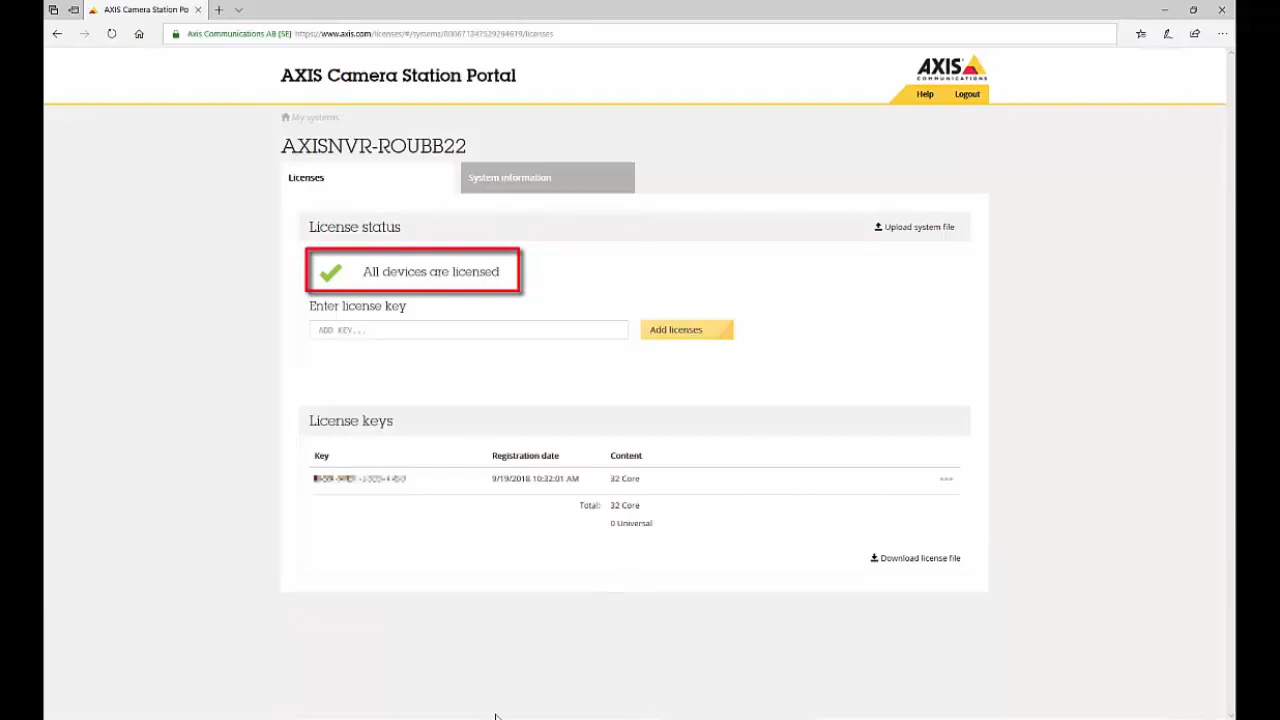 AXIS Camera Station Po
Axis Communications AB [SE]
AXIS Camera Station Portal
AXIS
COMMUNICATIONS
Help Logout
My systems
AXISNVR-ROUBB22
Licenses System information
License status Upload system file
All devices are licensed
Enter license key
ADD KEY... Add licenses
License keys
Key Registration date Content
9/19/2018 10:32:01 AM 32 Core
Total: 32 Core
0 Universal
Download license file